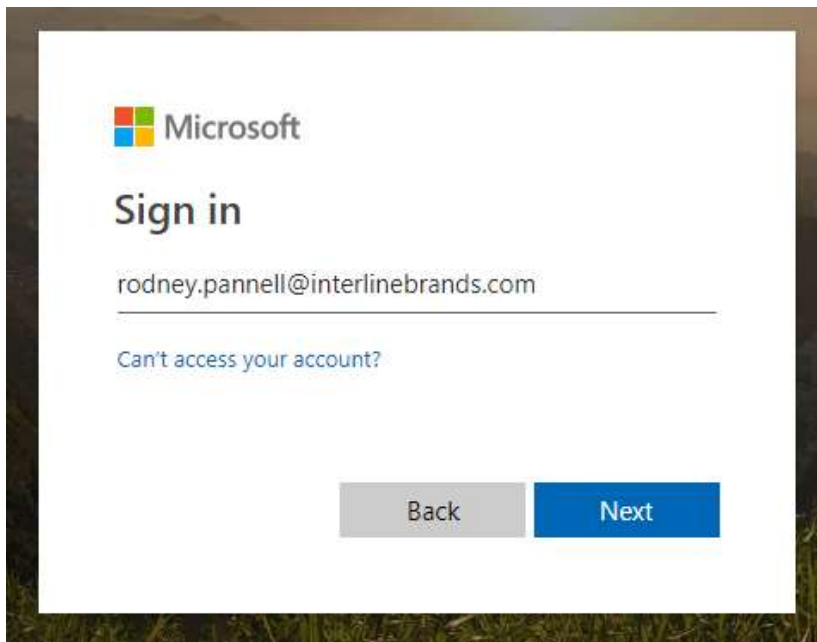 Microsoft
Sign in
rodney.pannell@interlinebrands.com
Can't access your account?
Back
Next